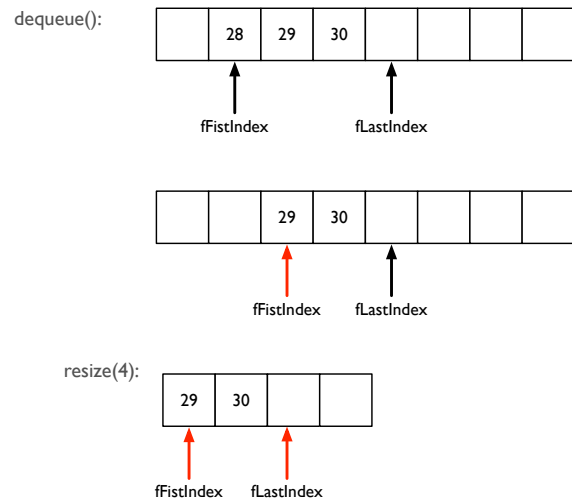 dequeue():
28 29 30
fFistIndex fLastIndex
29 30
fFistIndex fLastIndex
resize(4):
29 30
fFistIndex fLastIndex